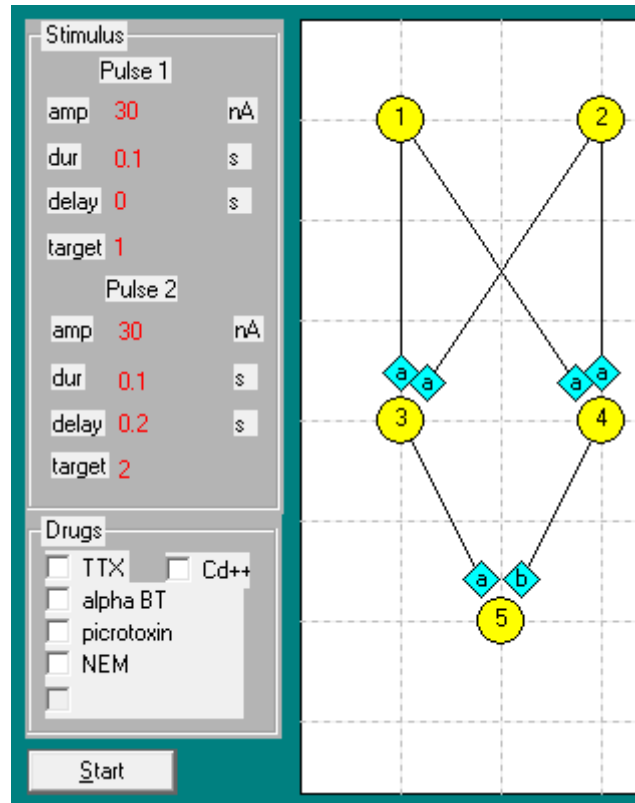 Stimulus
Pulse 1
amp 30 nA
dur 0.1 s
delay 0 s
target 1
Pulse 2
amp 30 nA
dur 0.1 s
delay 0.2 s
target 2
Drugs
TTX Cd++
alpha BT
picrotoxin
NEM
Start
1 2
a a a a
3 4
a b
5